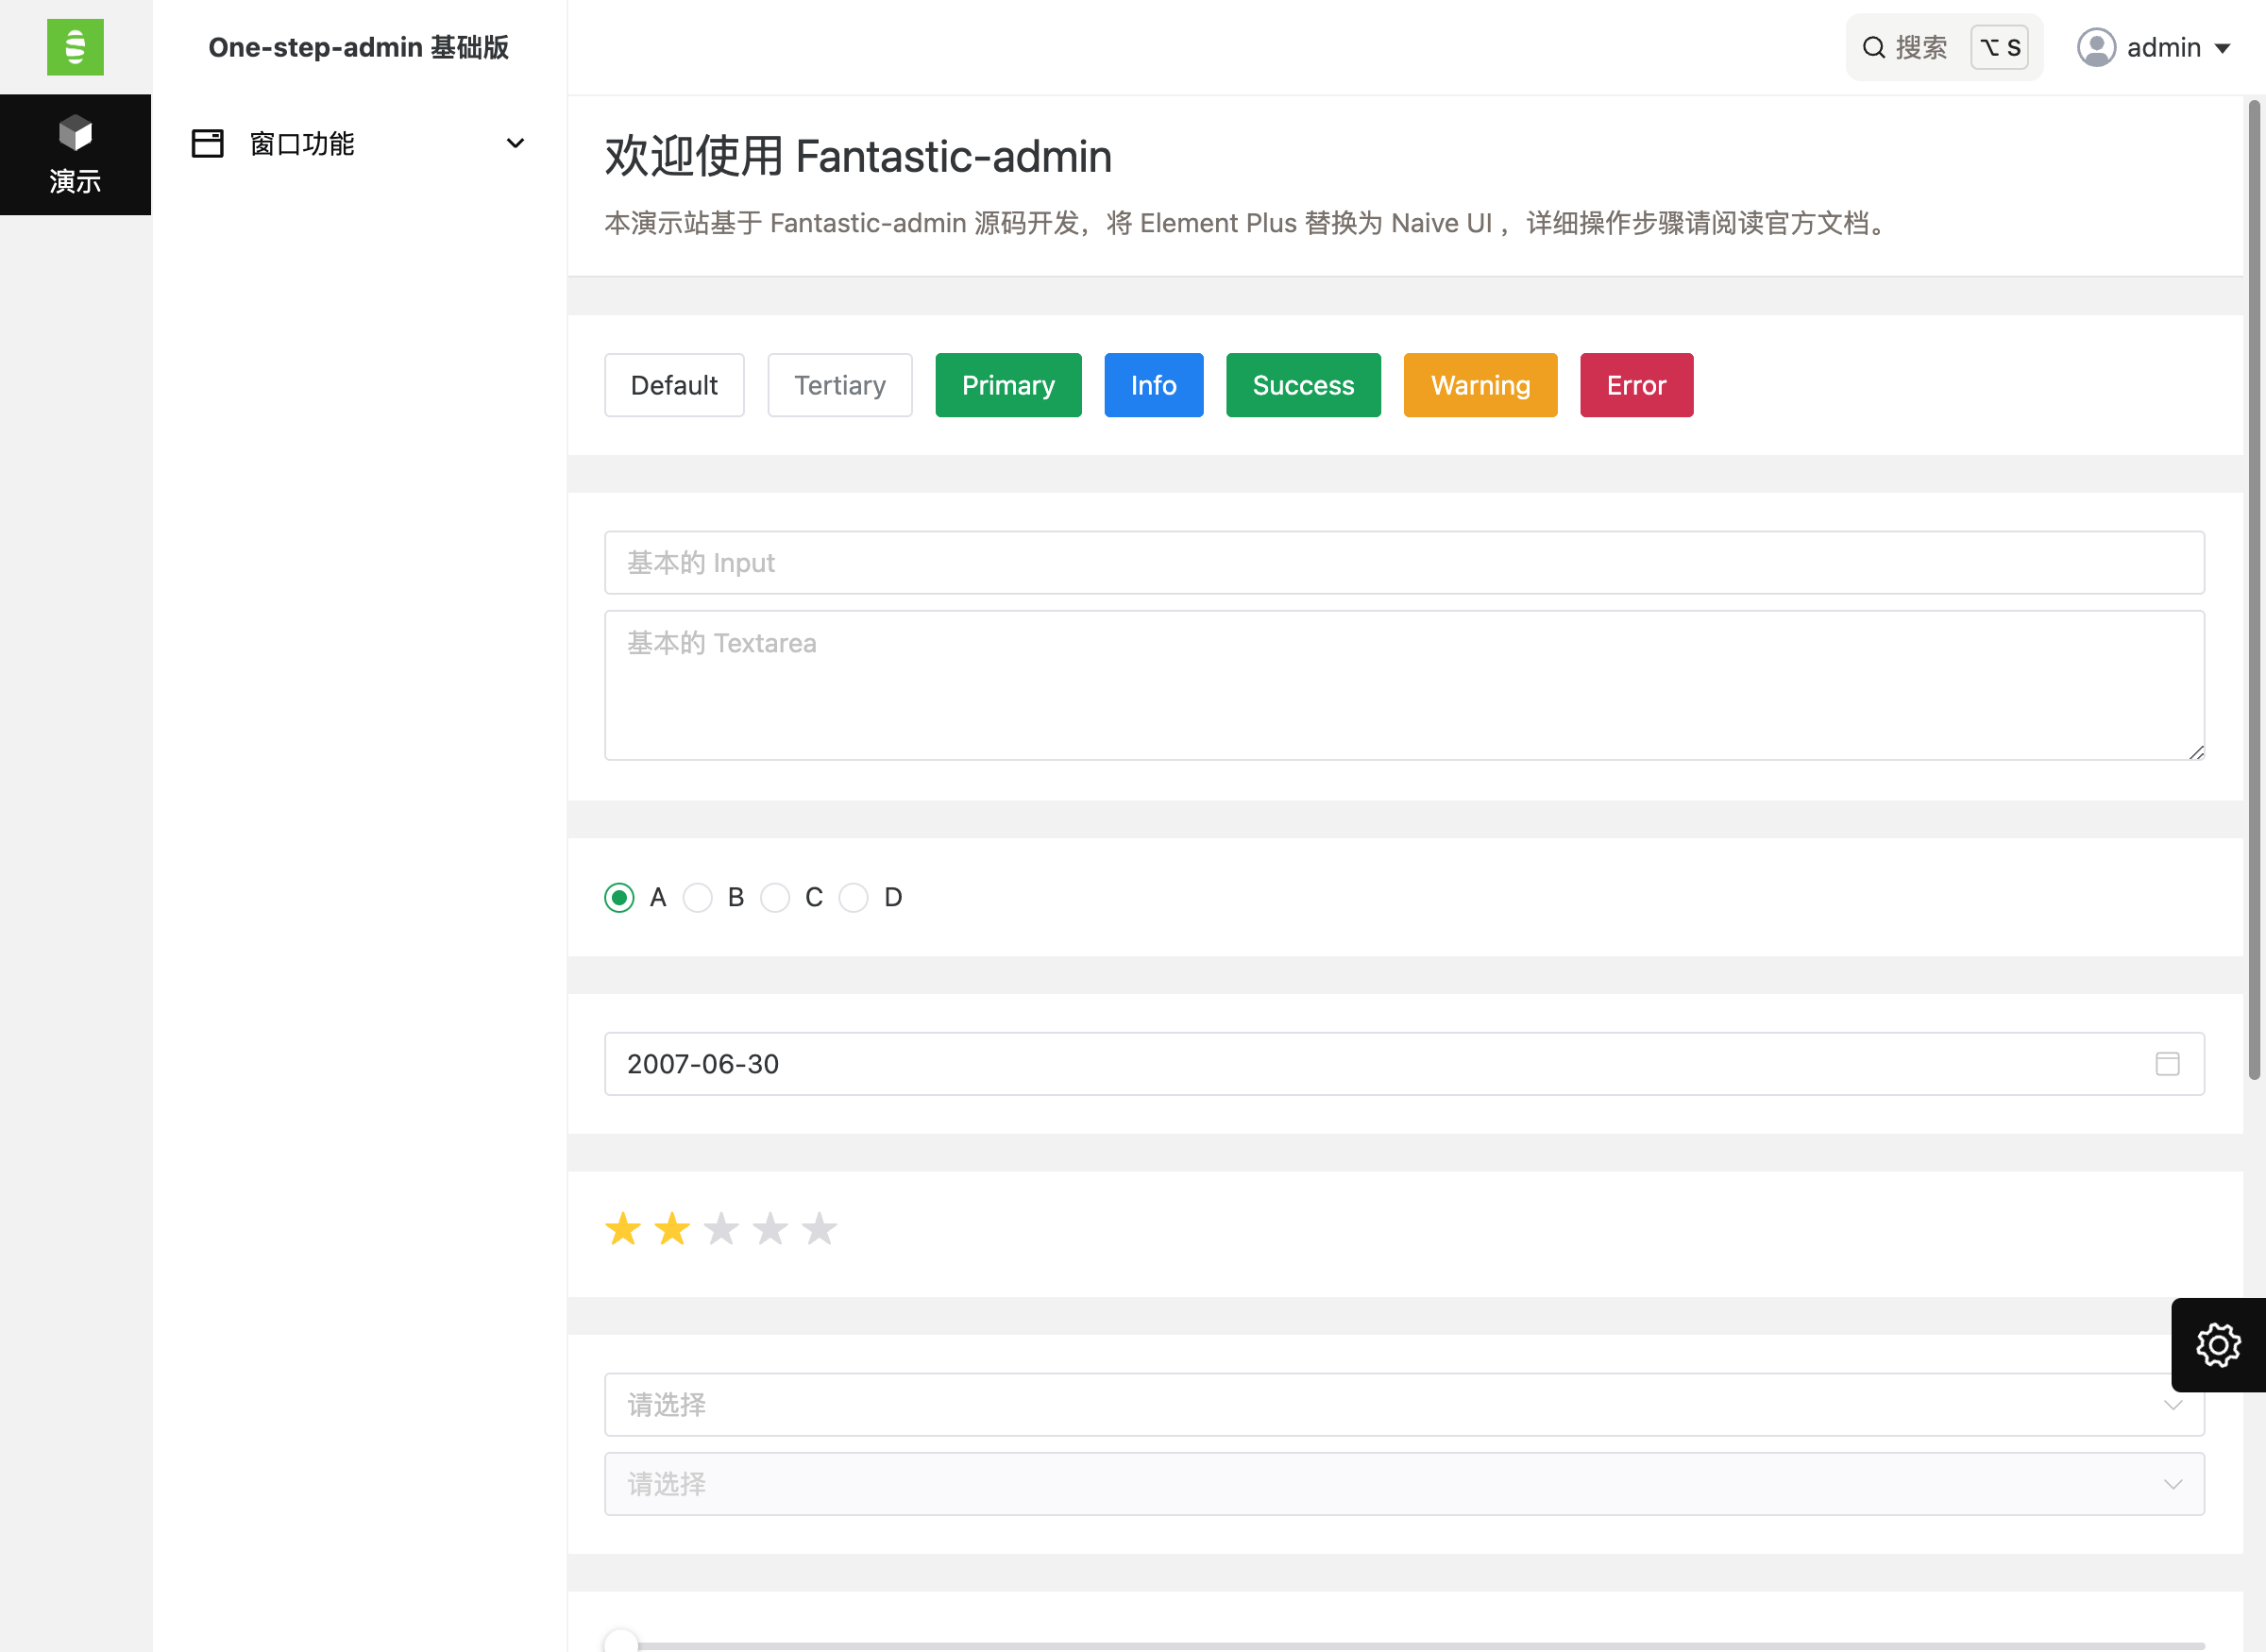 One-step-admin 基础版
搜索
⌥ S
admin
演示
窗口功能
欢迎使用 Fantastic-admin
本演示站基于 Fantastic-admin 源码开发，将 Element Plus 替换为 Naive UI ，详细操作步骤请阅读官方文档。
Default
Tertiary
Primary
Info
Success
Warning
Error
基本的 Input
基本的 Textarea
A
B
C
D
2007-06-30
请选择
请选择